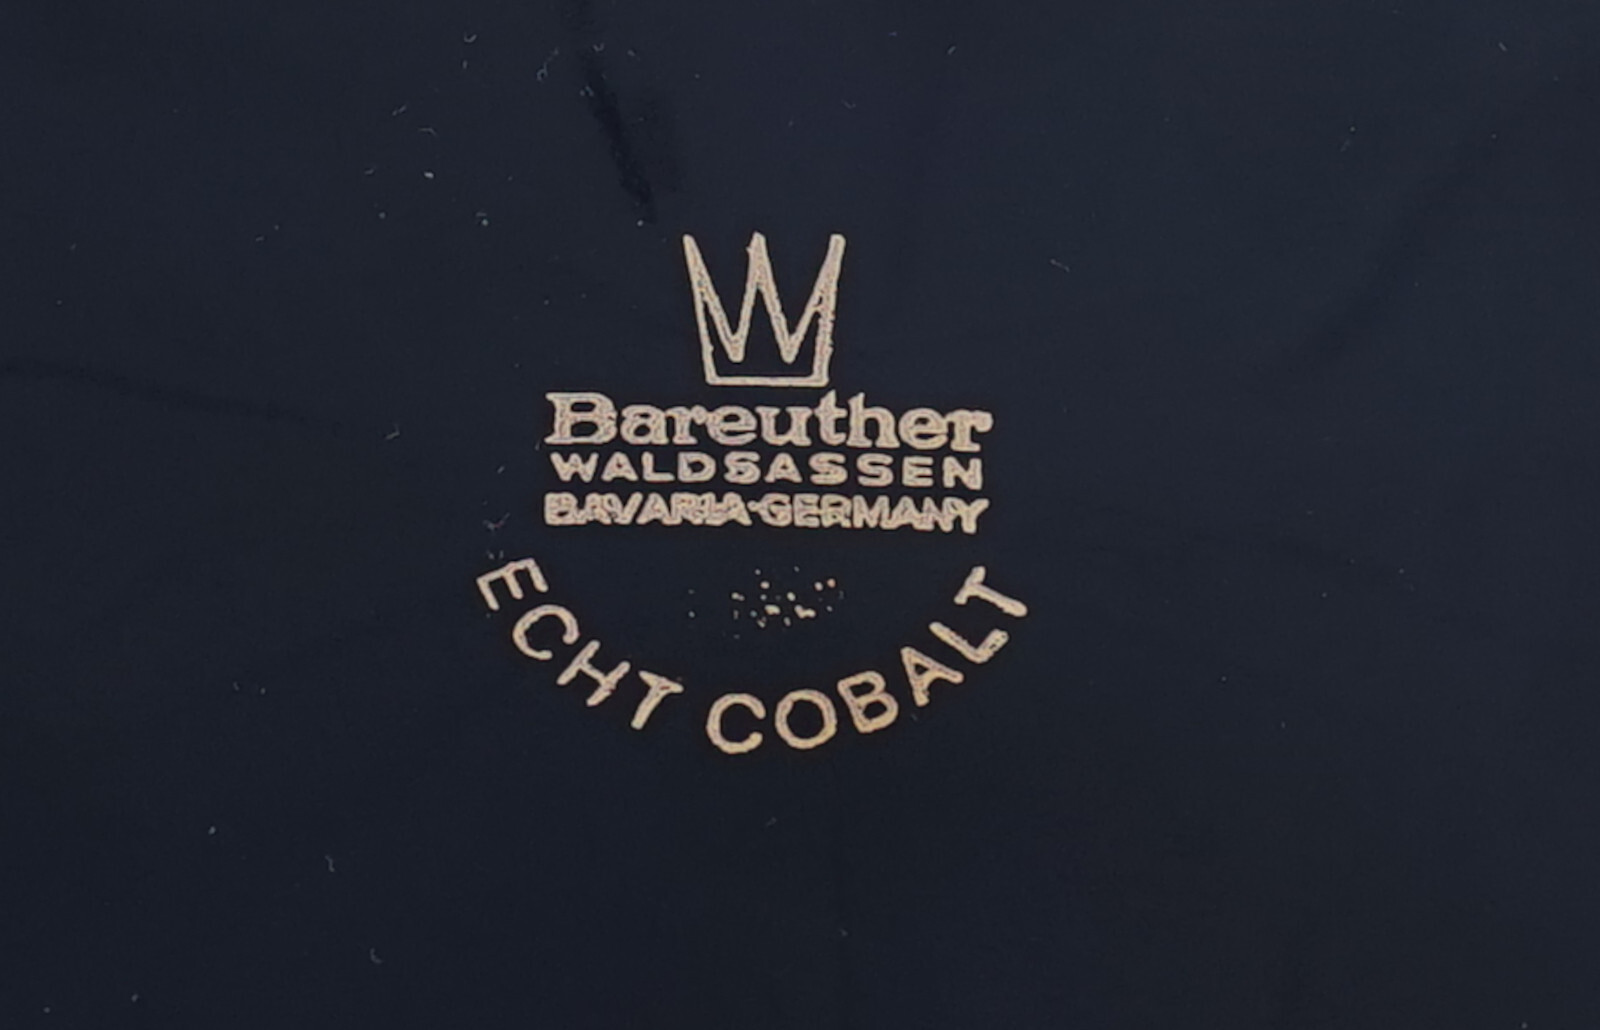 Bareuther
WALDSASSEN
BAVARIA·GERMANY
ECHT COBALT